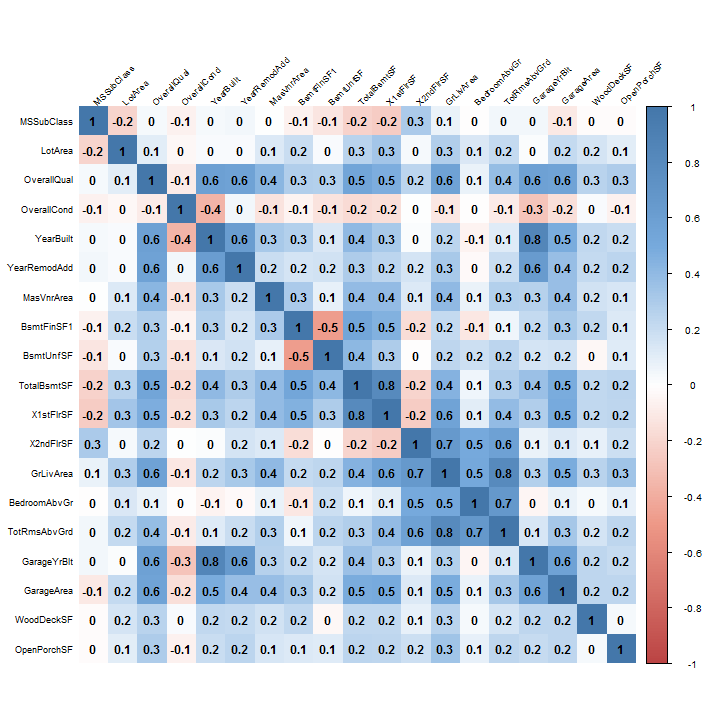 MSSubClass LotArea OverallQual OverallCond YearBuilt YearRemodAdd MasVnrArea BsmtFinSF1 BsmtUnfSF TotalBsmtSF X1stFlrSF X2ndFlrSF GrLivArea BedroomAbvGr TotRmsAbvGrd GarageYrBlt GarageArea WoodDeckSF OpenPorchSF
MSSubClass 1 -0.2 0 -0.1 0 0 0 -0.1 -0.1 -0.2 -0.2 0.3 0.1 0 0 0 -0.1 0 0
LotArea -0.2 1 0.1 0 0 0 0.1 0.2 0 0.3 0.3 0 0.3 0.1 0.2 0 0.2 0.2 0.1
OverallQual 0 0.1 1 -0.1 0.6 0.6 0.4 0.3 0.3 0.5 0.5 0.2 0.6 0.1 0.4 0.6 0.6 0.3 0.3
OverallCond -0.1 0 -0.1 1 -0.4 0 -0.1 -0.1 -0.1 -0.2 -0.2 0 -0.1 0 -0.1 -0.3 -0.2 0 -0.1
YearBuilt 0 0 0.6 -0.4 1 0.6 0.3 0.3 0.1 0.4 0.3 0 0.2 -0.1 0.1 0.8 0.5 0.2 0.2
YearRemodAdd 0 0 0.6 0 0.6 1 0.2 0.2 0.2 0.3 0.2 0.2 0.3 0 0.2 0.6 0.4 0.2 0.2
MasVnrArea 0 0.1 0.4 -0.1 0.3 0.2 1 0.3 0.1 0.4 0.4 0.1 0.4 0.1 0.3 0.3 0.4 0.2 0.1
BsmtFinSF1 -0.1 0.2 0.3 -0.1 0.3 0.2 0.3 1 -0.5 0.5 0.5 -0.2 0.2 -0.1 0.1 0.2 0.3 0.2 0.1
BsmtUnfSF -0.1 0 0.3 -0.1 0.1 0.2 0.1 -0.5 1 0.4 0.3 0 0.2 0.2 0.2 0.2 0.2 0 0.1
TotalBsmtSF -0.2 0.3 0.5 -0.2 0.4 0.3 0.4 0.5 0.4 1 0.8 -0.2 0.4 0.1 0.3 0.4 0.5 0.2 0.2
X1stFlrSF -0.2 0.3 0.5 -0.2 0.3 0.2 0.4 0.5 0.3 0.8 1 -0.2 0.6 0.1 0.4 0.3 0.5 0.2 0.2
X2ndFlrSF 0.3 0 0.2 0 0 0.2 0.1 -0.2 0 -0.2 -0.2 1 0.7 0.5 0.6 0.1 0.1 0.1 0.2
GrLivArea 0.1 0.3 0.6 -0.1 0.2 0.3 0.4 0.2 0.2 0.4 0.6 0.7 1 0.5 0.8 0.3 0.5 0.3 0.3
BedroomAbvGr 0 0.1 0.1 0 -0.1 0 0.1 -0.1 0.2 0.1 0.1 0.5 0.5 1 0.7 0 0.1 0 0.1
TotRmsAbvGrd 0 0.2 0.4 -0.1 0.1 0.2 0.3 0.1 0.2 0.3 0.4 0.6 0.8 0.7 1 0.1 0.3 0.2 0.2
GarageYrBlt 0 0 0.6 -0.3 0.8 0.6 0.3 0.2 0.2 0.4 0.3 0.1 0.3 0 0.1 1 0.6 0.2 0.2
GarageArea -0.1 0.2 0.6 -0.2 0.5 0.4 0.4 0.3 0.2 0.5 0.5 0.1 0.5 0.1 0.3 0.6 1 0.2 0.2
WoodDeckSF 0 0.2 0.3 0 0.2 0.2 0.2 0.2 0 0.2 0.2 0.1 0.3 0 0.2 0.2 0.2 1 0
OpenPorchSF 0 0.1 0.3 -0.1 0.2 0.2 0.1 0.1 0.1 0.2 0.2 0.2 0.3 0.1 0.2 0.2 0.2 0 1
1
0.8
0.6
0.4
0.2
0
-0.2
-0.4
-0.6
-0.8
-1